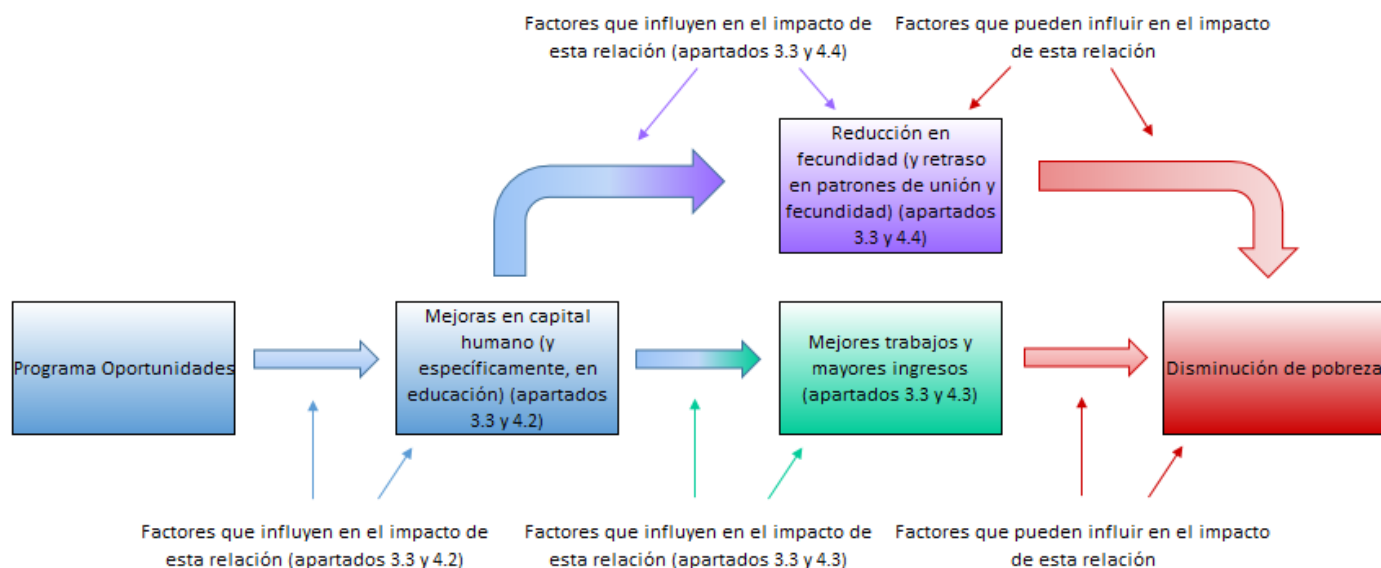 Factores que influyen en el impacto de
esta relación (apartados 3.3 y 4.4)
Factores que pueden influir en el impacto
de esta relación
Reducción en
fecundidad (y retraso
en patrones de unión y
fecundidad) (apartados
3.3 y 4.4)
Programa Oportunidades
Mejoras en capital
humano (y
específicamente, en
educación) (apartados
3.3 y 4.2)
Mejores trabajos y
mayores ingresos
(apartados 3.3 y 4.3)
Disminución de pobreza
Factores que influyen en el impacto de
esta relación (apartados 3.3 y 4.2)
Factores que influyen en el impacto de
esta relación (apartados 3.3 y 4.3)
Factores que pueden influir en el impacto
de esta relación